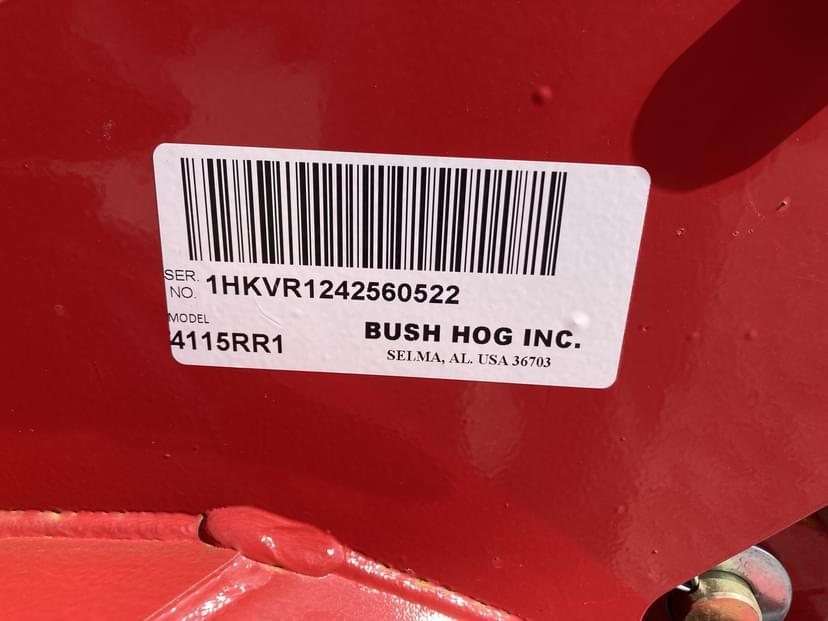 SER. NO. 1HKVR1242560522
MODEL
4115RR1
BUSH HOG INC.
SELMA, AL. USA 36703